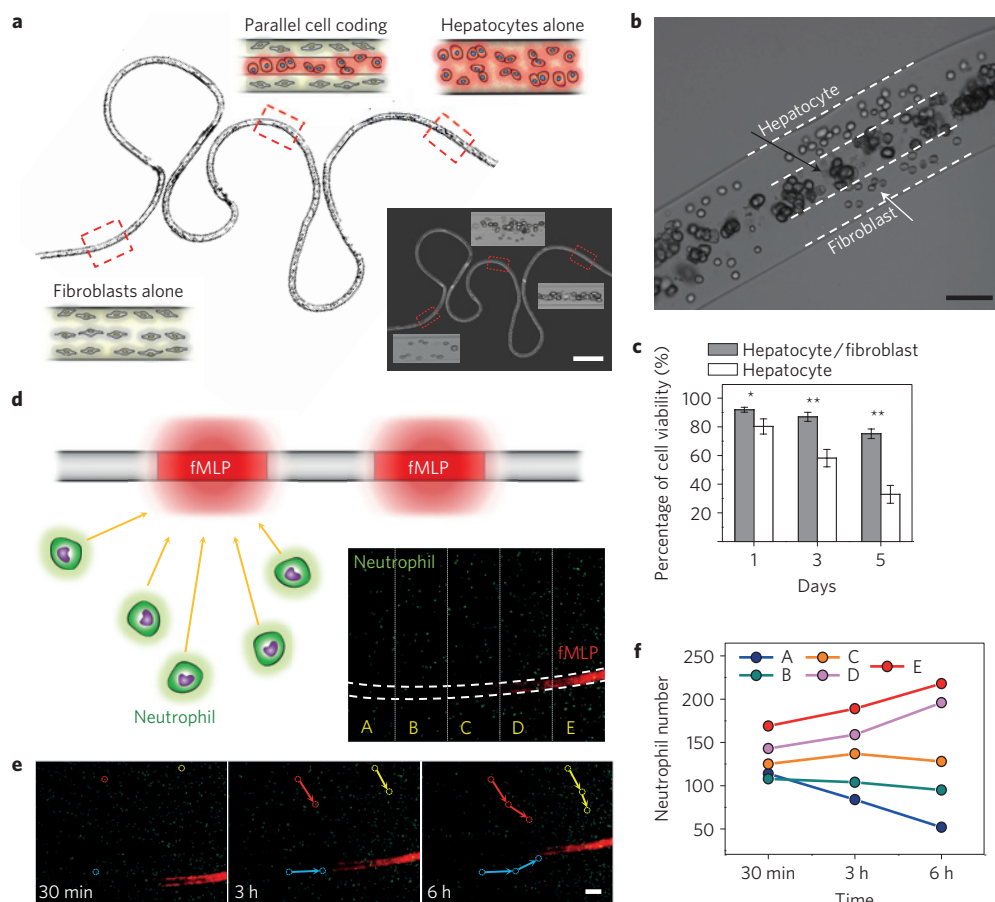 a
Parallel cell coding
Hepatocytes alone
Fibroblasts alone
b
Hepatocyte
Fibroblast
c
Hepatocyte/fibroblast
Hepatocyte
Percentage of cell viability (%)
100
80
60
40
20
*
**
**
1 3 5
Days
d
fMLP fMLP
Neutrophil
Neutrophil
fMLP
A B C D E
e
30 min 3 h 6 h
f
A C E
B D
Neutrophil number
250
200
150
100
50
30 min 3 h 6 h
Time